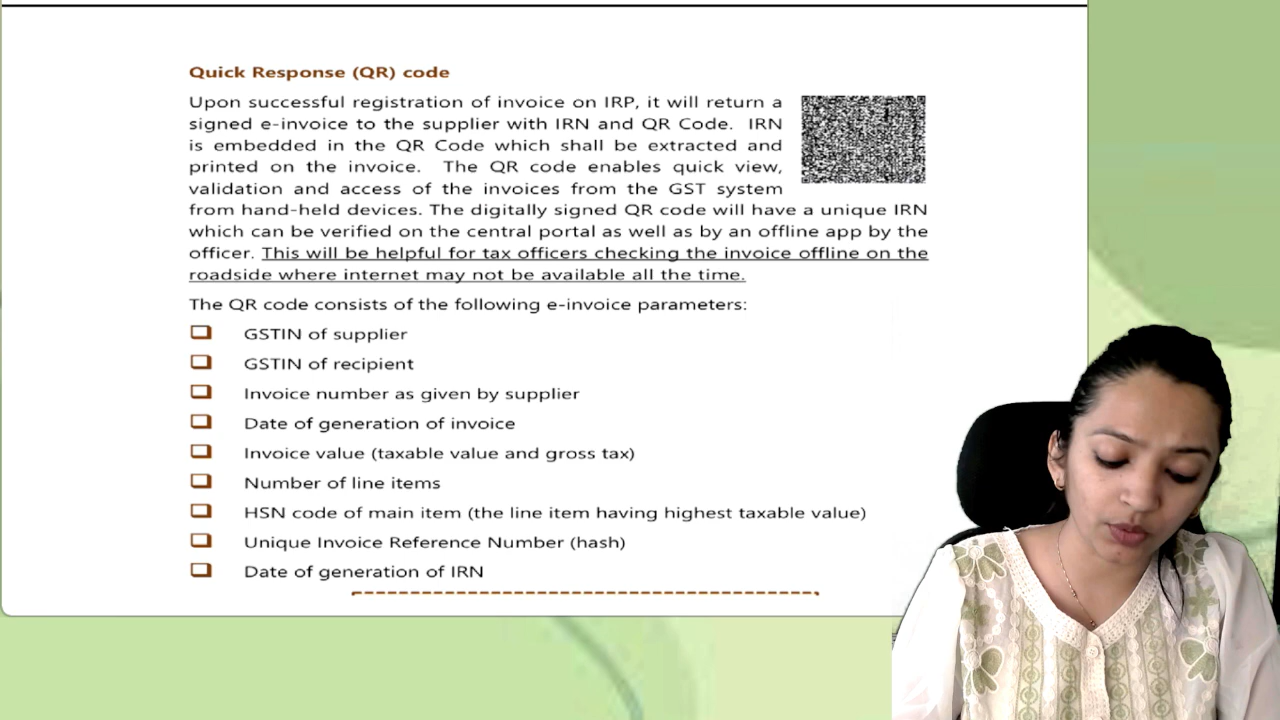 Quick Response (QR) code
Upon successful registration of invoice on IRP, it will return a
signed e-invoice to the supplier with IRN and QR Code. IRN
is embedded in the QR Code which shall be extracted and
printed on the invoice. The QR code enables quick view,
validation and access of the invoices from the GST system
from hand-held devices. The digitally signed QR code will have a unique IRN
which can be verified on the central portal as well as by an offline app by the
officer. This will be helpful for tax officers checking the invoice offline on the
roadside where internet may not be available all the time.
The QR code consists of the following e-invoice parameters:
GSTIN of supplier
GSTIN of recipient
Invoice number as given by supplier
Date of generation of invoice
Invoice value (taxable value and gross tax)
Number of line items
HSN code of main item (the line item having highest taxable value)
Unique Invoice Reference Number (hash)
Date of generation of IRN